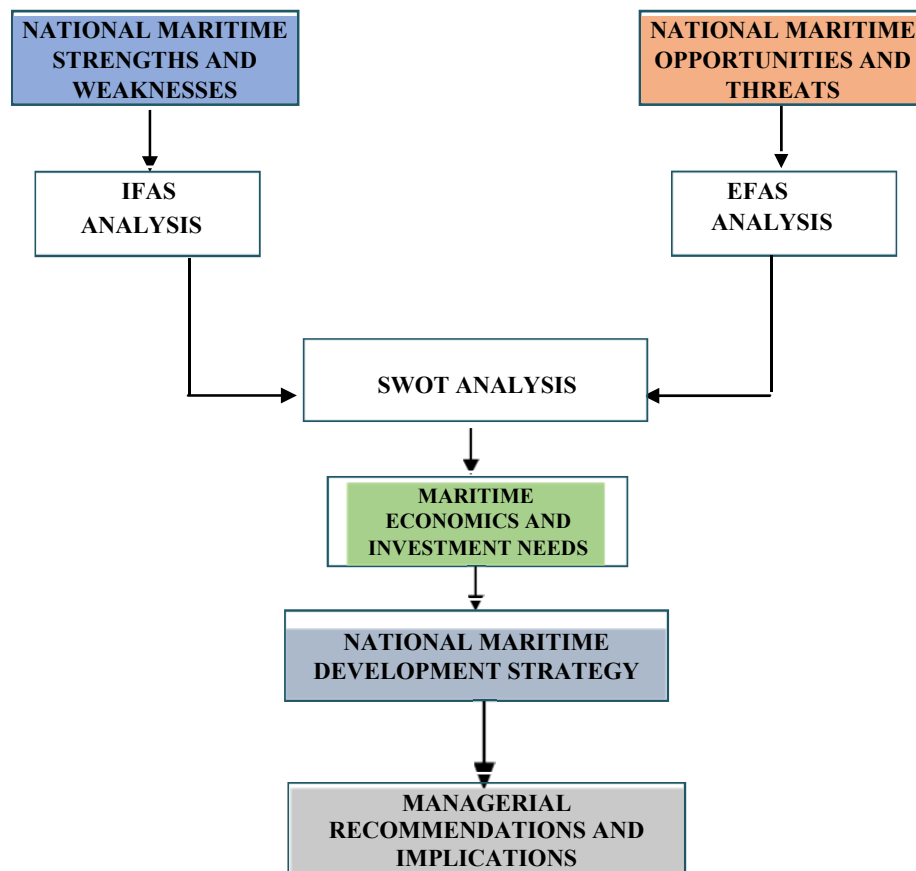 NATIONAL MARITIME
STRENGTHS AND
WEAKNESSES
NATIONAL MARITIME
OPPORTUNITIES AND
THREATS
IFAS
ANALYSIS
EFAS
ANALYSIS
SWOT ANALYSIS
MARITIME
ECONOMICS AND
INVESTMENT NEEDS
NATIONAL MARITIME
DEVELOPMENT STRATEGY
MANAGERIAL
RECOMMENDATIONS AND
IMPLICATIONS